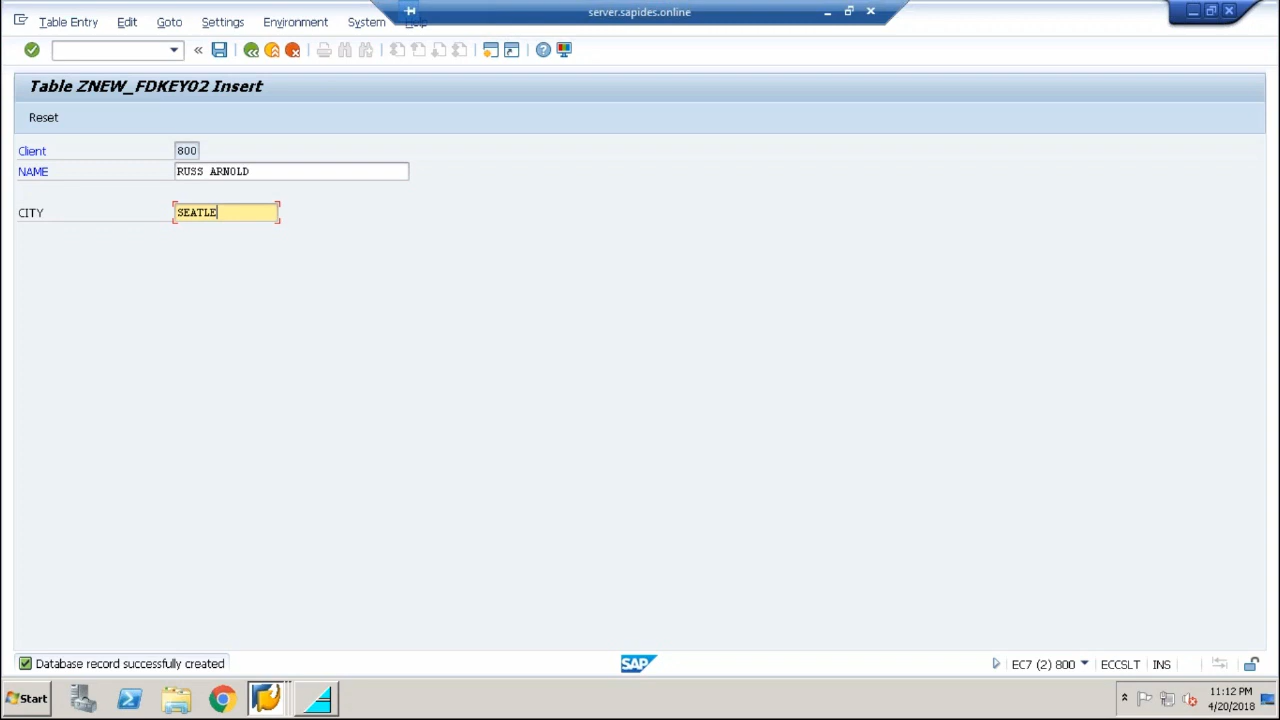 server.sapides.online
Table Entry Edit Goto Settings Environment System Help
Table ZNEW_FDKEY02 Insert
Reset
Client 800
NAME RUSS ARNOLD
CITY SEATLE
Database record successfully created
SAP
EC7 (2) 800 ECCSLT INS
Start
11:12 PM
4/20/2018